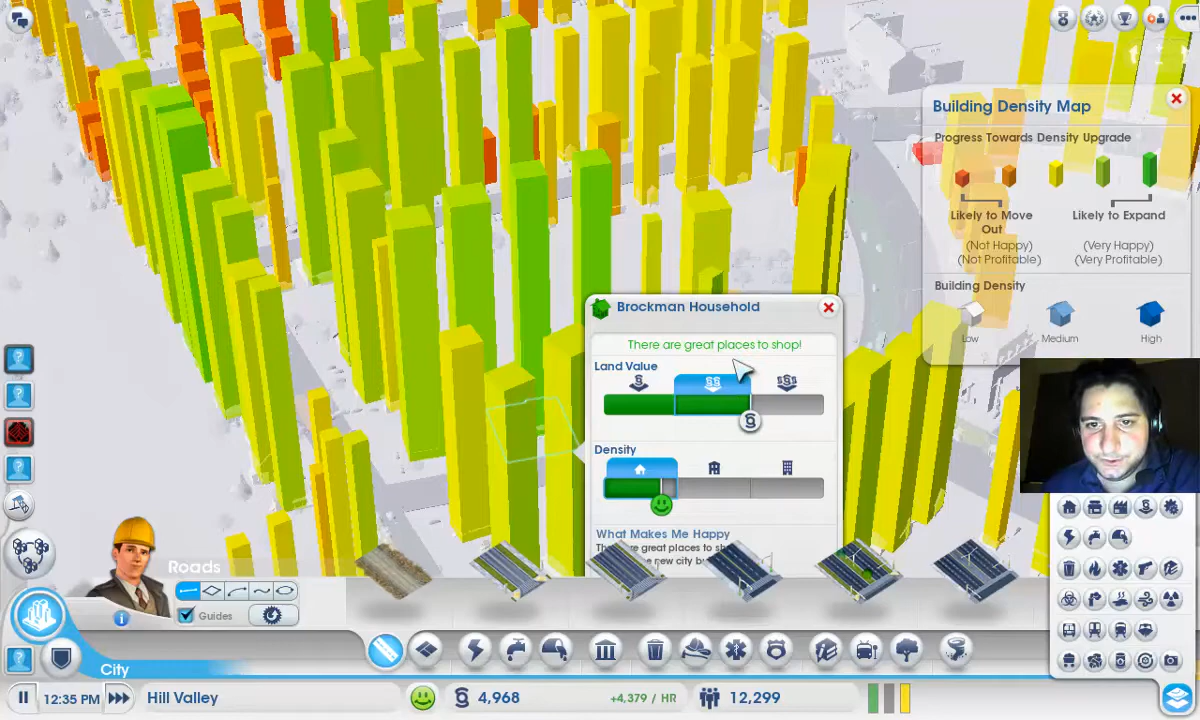 Building Density Map
Progress Towards Density Upgrade
Likely to Move Out
(Not Happy)
(Not Profitable)
Likely to Expand
(Very Happy)
(Very Profitable)
Building Density
Low
Medium
High
Brockman Household
There are great places to shop!
Land Value
Density
What Makes Me Happy
Roads
Guides
City
12:35 PM
Hill Valley
4,968
+4,379 / HR
12,299